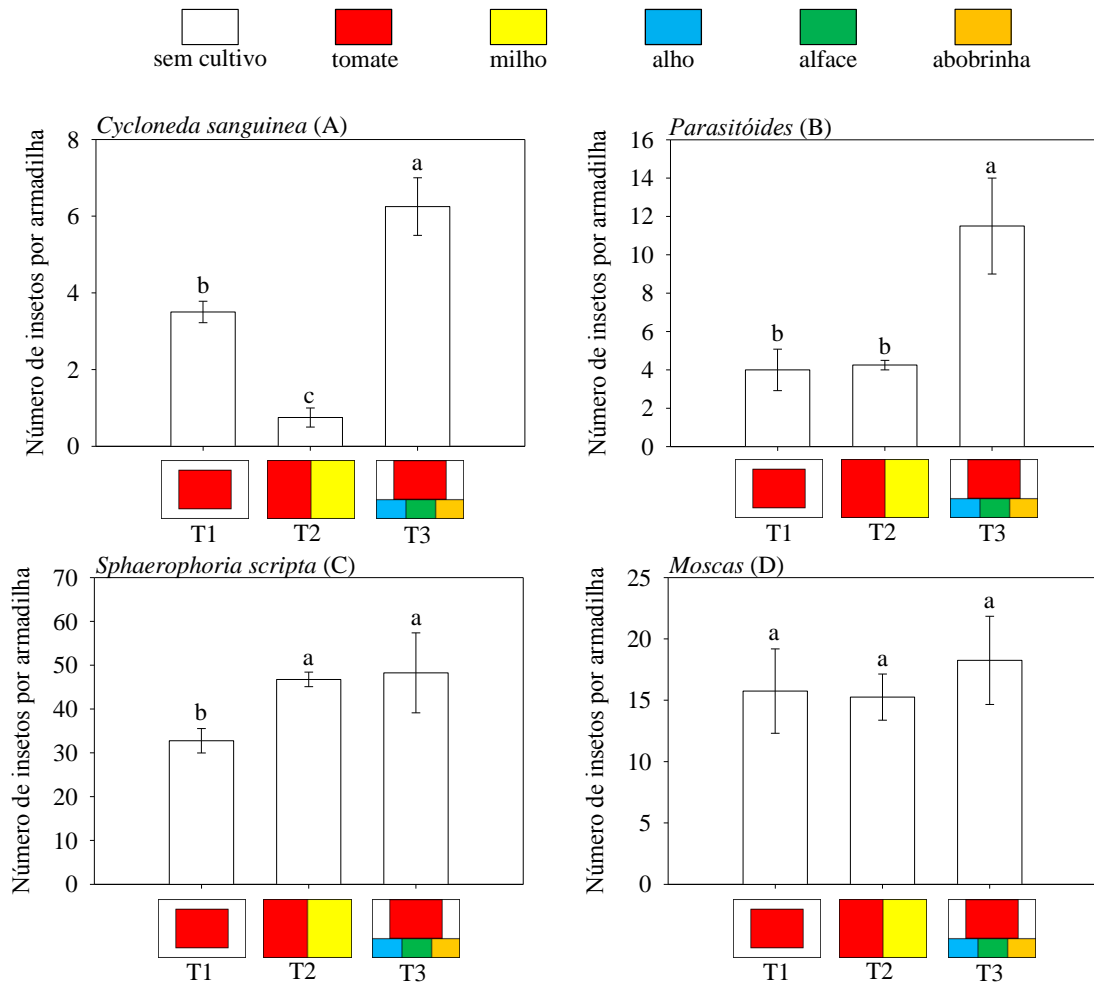 sem cultivo tomate milho alho alface abobrinha
Cycloneda sanguinea (A)
Número de insetos por armadilha
8
6
4
2
0
b
c
a
T1 T2 T3
Parasitóides (B)
Número de insetos por armadilha
16
14
12
10
8
6
4
2
0
b
b
a
T1 T2 T3
Sphaerophoria scripta (C)
Número de insetos por armadilha
70
60
50
40
30
20
10
0
b
a
a
T1 T2 T3
Moscas (D)
Número de insetos por armadilha
25
20
15
10
5
0
a
a
a
T1 T2 T3